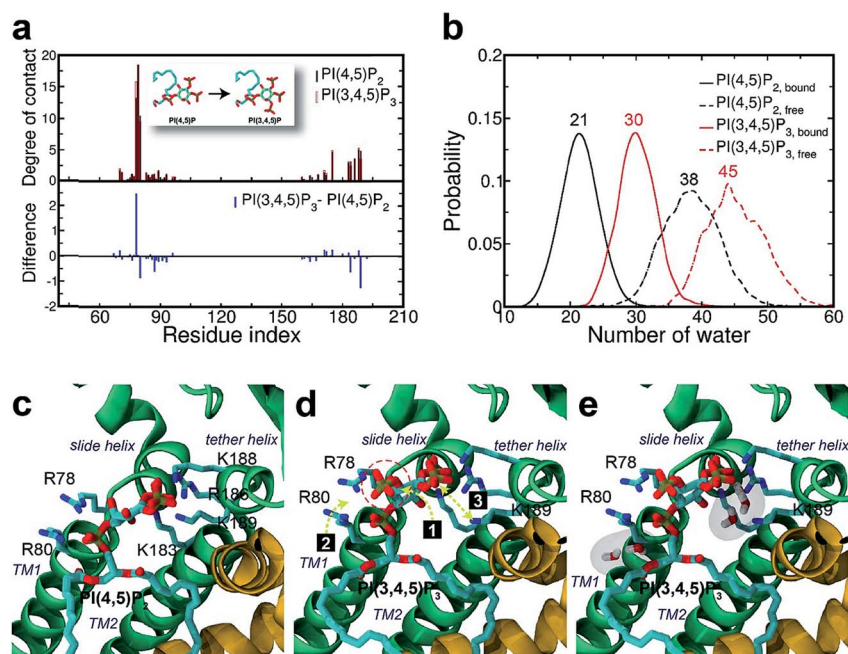 a
Degree of contact
20
15
10
5
0
PI(4,5)P2
PI(3,4,5)P3
PI(4,5)P
PI(3,4,5)P
Difference
2
1
0
-1
-2
PI(3,4,5)P3- PI(4,5)P2
60
90
120
150
180
210
Residue index
b
Probability
0.2
0.15
0.1
0.05
0
PI(4,5)P2, bound
PI(4,5)P2, free
PI(3,4,5)P3, bound
PI(3,4,5)P3, free
21
30
38
45
10
20
30
40
50
60
Number of water
c
slide helix
tether helix
R78
K188
R186
K189
R80
K183
TM1
PI(4,5)P2
TM2
d
slide helix
tether helix
R78
R80
3
1
2
K189
TM1
PI(3,4,5)P3
TM2
e
slide helix
tether helix
R78
R80
K189
TM1
PI(3,4,5)P3
TM2